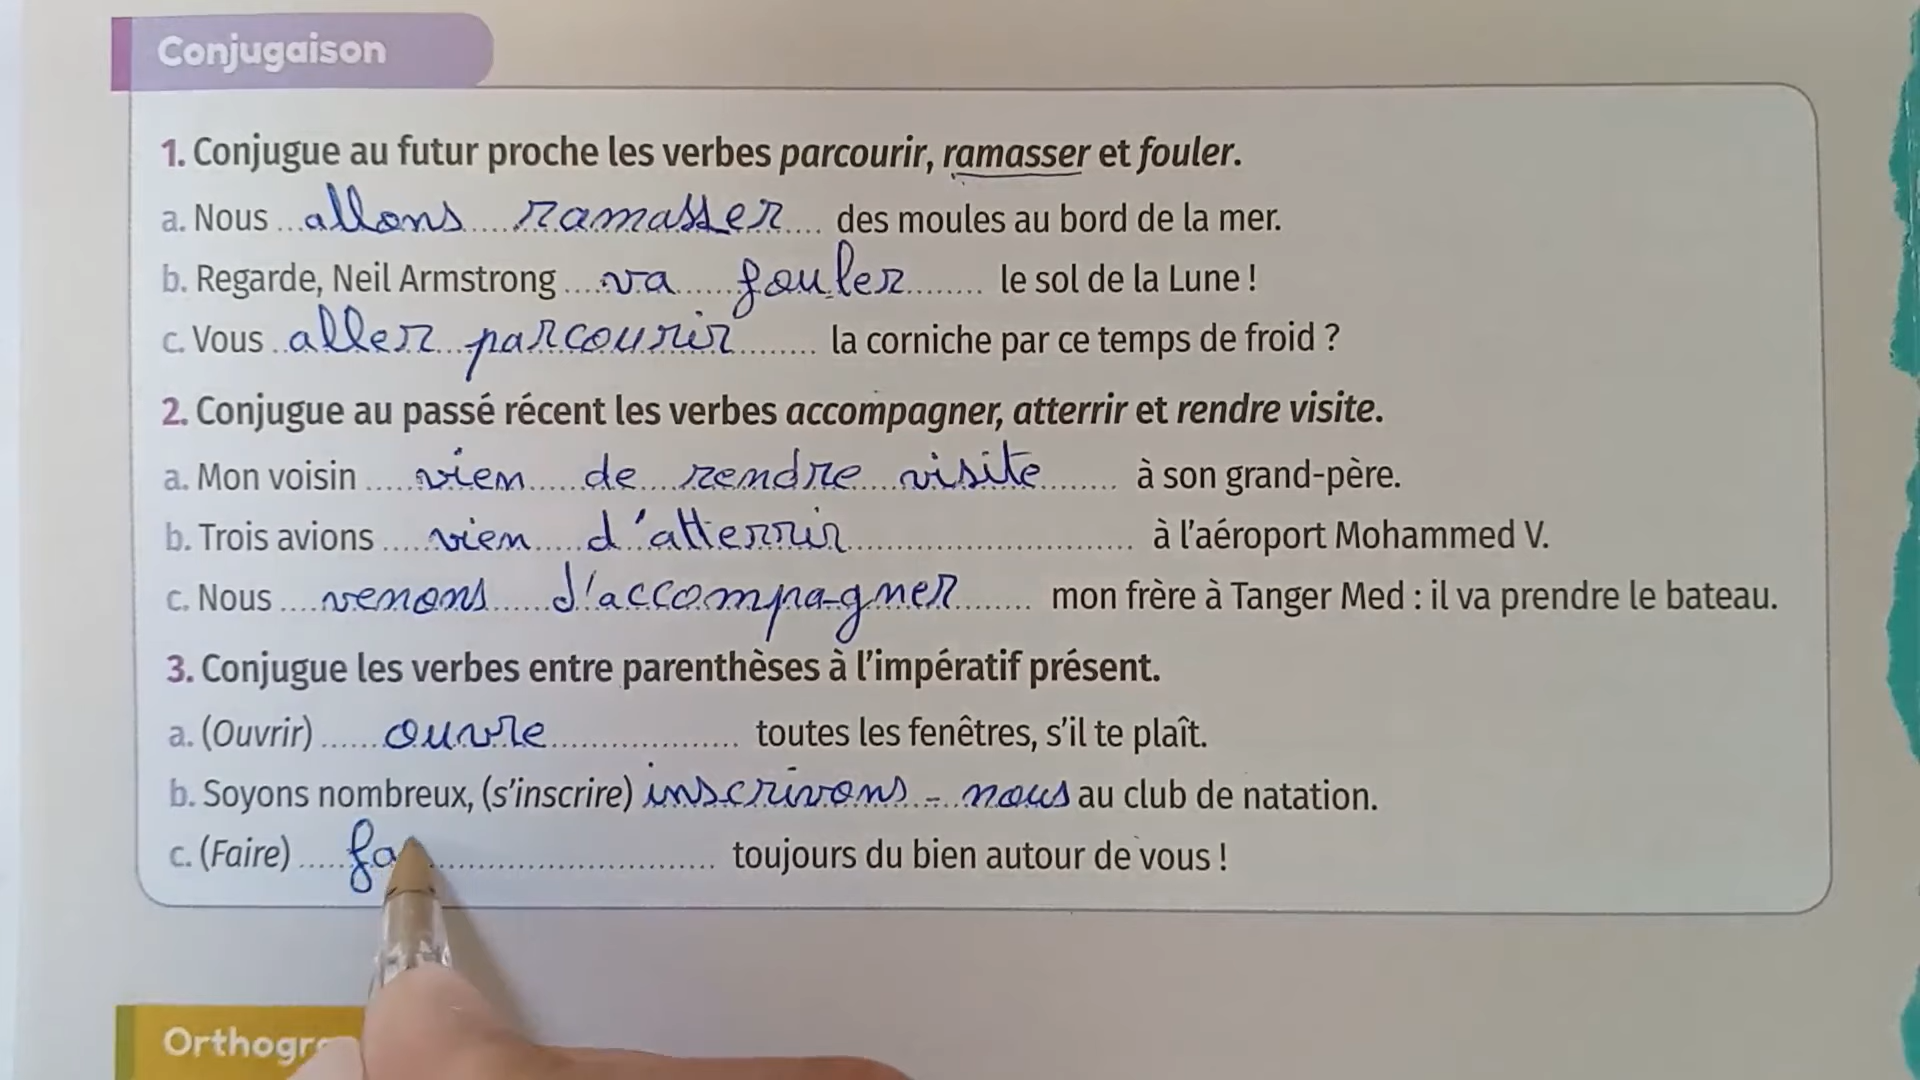 Conjugaison
1. Conjugue au futur proche les verbes parcourir, ramasser et fouler.
a. Nous ...allons.....ramasser.... des moules au bord de la mer.
b. Regarde, Neil Armstrong ....va......fouler........ le sol de la Lune !
c. Vous ..aller...parcourir........ la corniche par ce temps de froid ?
2. Conjugue au passé récent les verbes accompagner, atterrir et rendre visite.
a. Mon voisin .....vien......de...rendre...visite........ à son grand-père.
b. Trois avions .....vien.....d'atterrir.............................. à l'aéroport Mohammed V.
c. Nous ....venons......d'accompagner........ mon frère à Tanger Med : il va prendre le bateau.
3. Conjugue les verbes entre parenthèses à l'impératif présent.
a. (Ouvrir) ......ouvre................... toutes les fenêtres, s'il te plaît.
b. Soyons nombreux, (s'inscrire) inscrivons - nous au club de natation.
c. (Faire) .....fa............................. toujours du bien autour de vous !